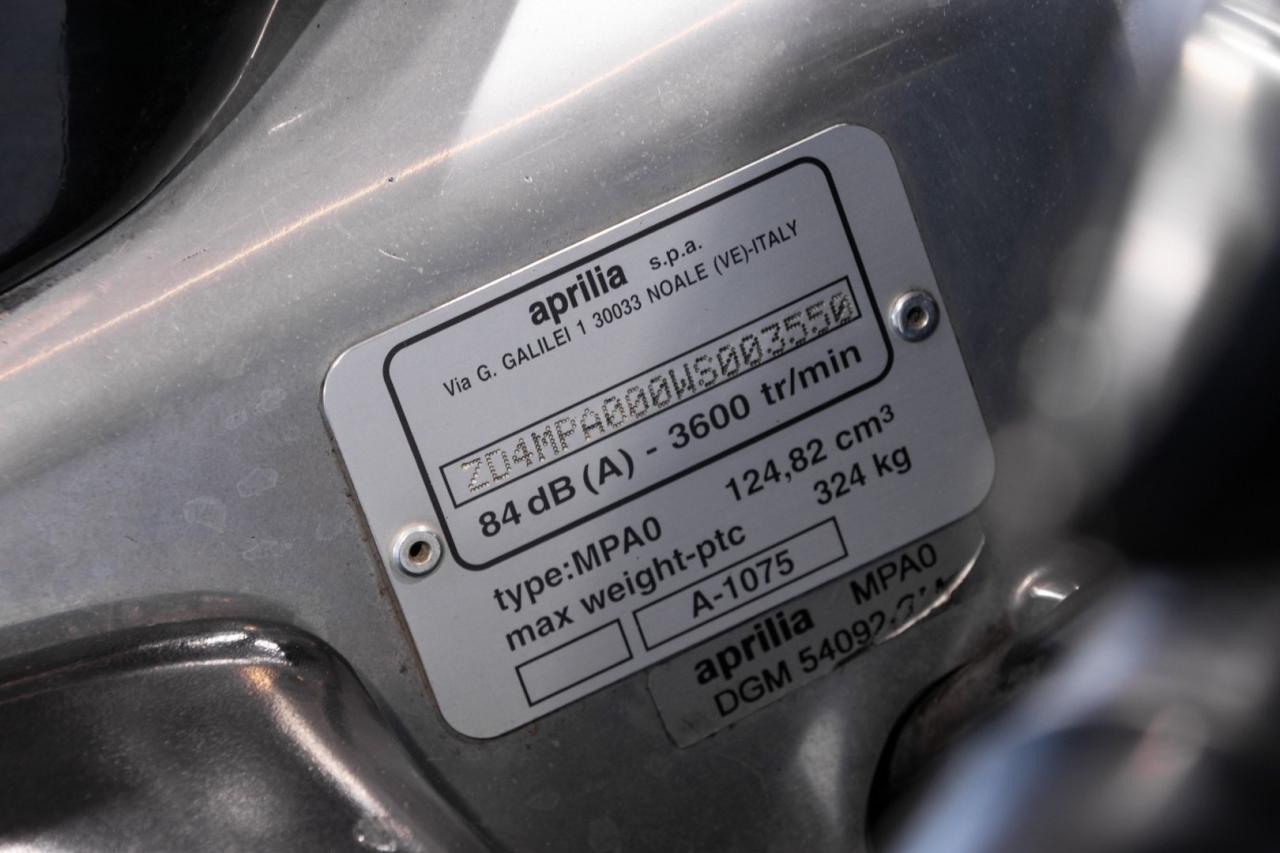 aprilia s.p.a.
Via G. GALILEI 1 30033 NOALE (VE)-ITALY
ZD4MPA000WS003550
84 dB (A) - 3600 tr/min
type:MPA0 124,82 cm³
max weight-ptc 324 kg
A-1075
aprilia MPA0
DGM 54092